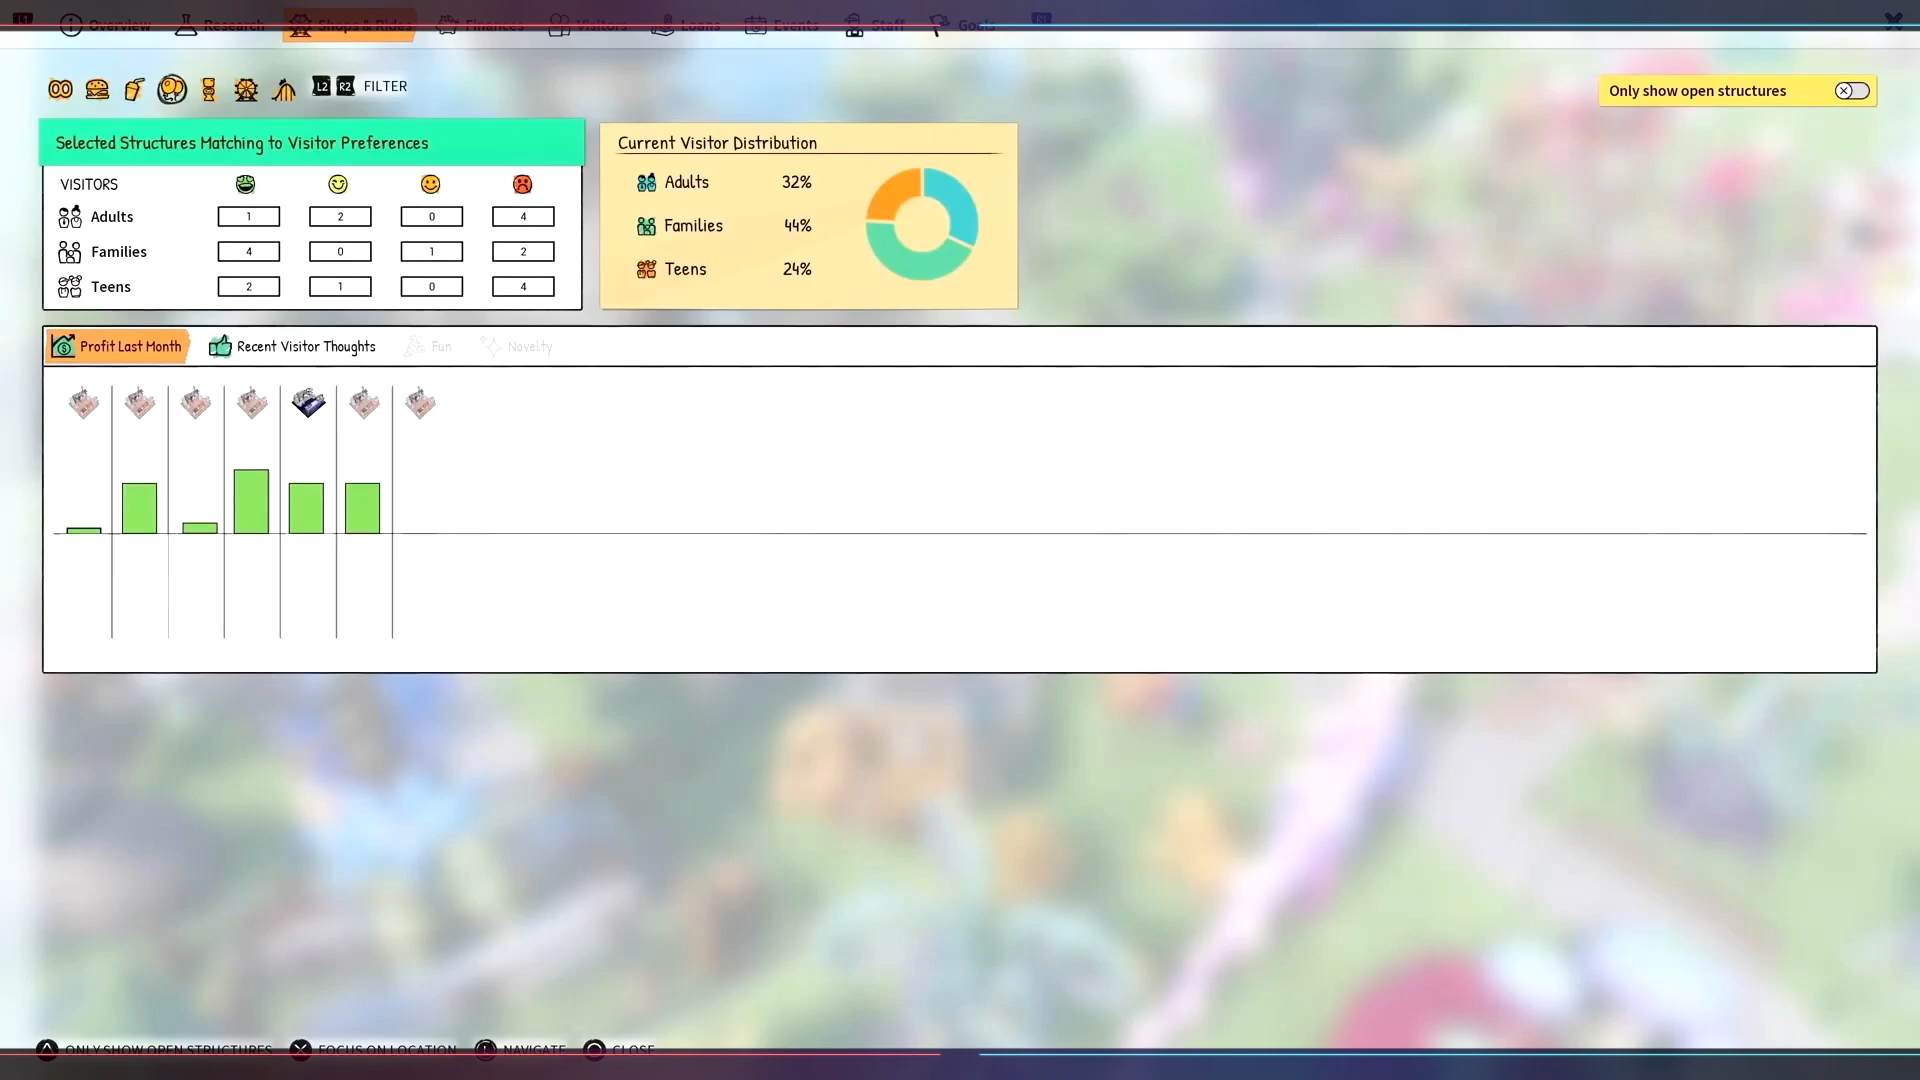 Overview Research Shops & Rides Finances Visitors Loans Events Staff Goals
L2 R2 FILTER
Only show open structures
Selected Structures Matching to Visitor Preferences
VISITORS
Adults 1 2 0 4
Families 4 0 1 2
Teens 2 1 0 4
Current Visitor Distribution
Adults 32%
Families 44%
Teens 24%
Profit Last Month Recent Visitor Thoughts Fun Novelty
ONLY SHOW OPEN STRUCTURES FOCUS ON LOCATION L NAVIGATE CLOSE